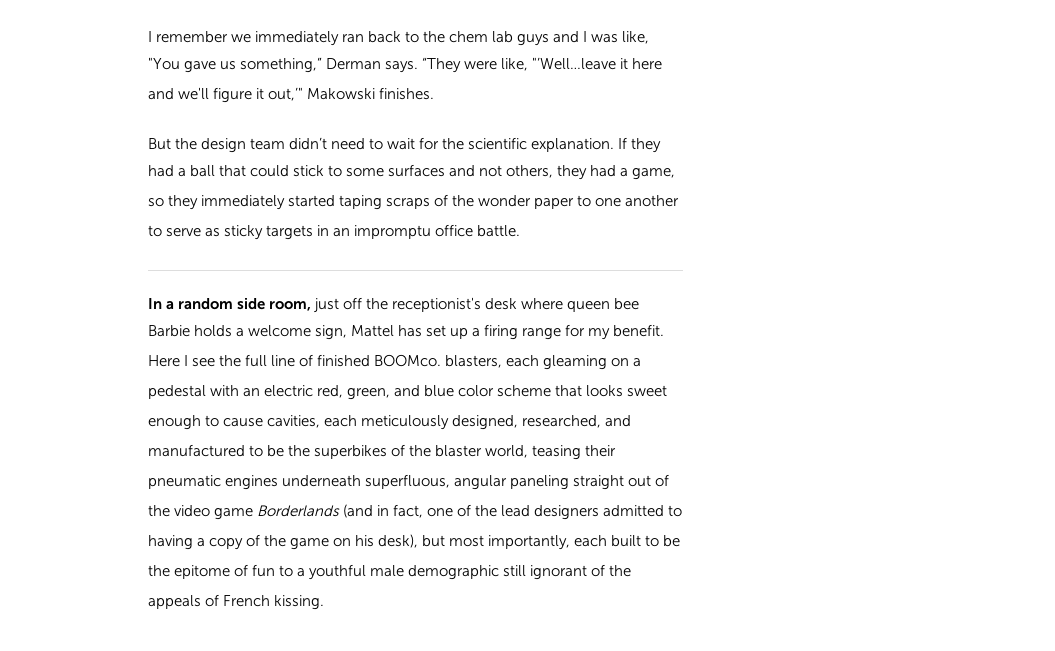 I remember we immediately ran back to the chem lab guys and I was like,
"You gave us something,” Derman says. “They were like, "'Well…leave it here
and we'll figure it out,'" Makowski finishes.
But the design team didn’t need to wait for the scientific explanation. If they
had a ball that could stick to some surfaces and not others, they had a game,
so they immediately started taping scraps of the wonder paper to one another
to serve as sticky targets in an impromptu office battle.
In a random side room, just off the receptionist's desk where queen bee
Barbie holds a welcome sign, Mattel has set up a firing range for my benefit.
Here I see the full line of finished BOOMco. blasters, each gleaming on a
pedestal with an electric red, green, and blue color scheme that looks sweet
enough to cause cavities, each meticulously designed, researched, and
manufactured to be the superbikes of the blaster world, teasing their
pneumatic engines underneath superfluous, angular paneling straight out of
the video game Borderlands (and in fact, one of the lead designers admitted to
having a copy of the game on his desk), but most importantly, each built to be
the epitome of fun to a youthful male demographic still ignorant of the
appeals of French kissing.